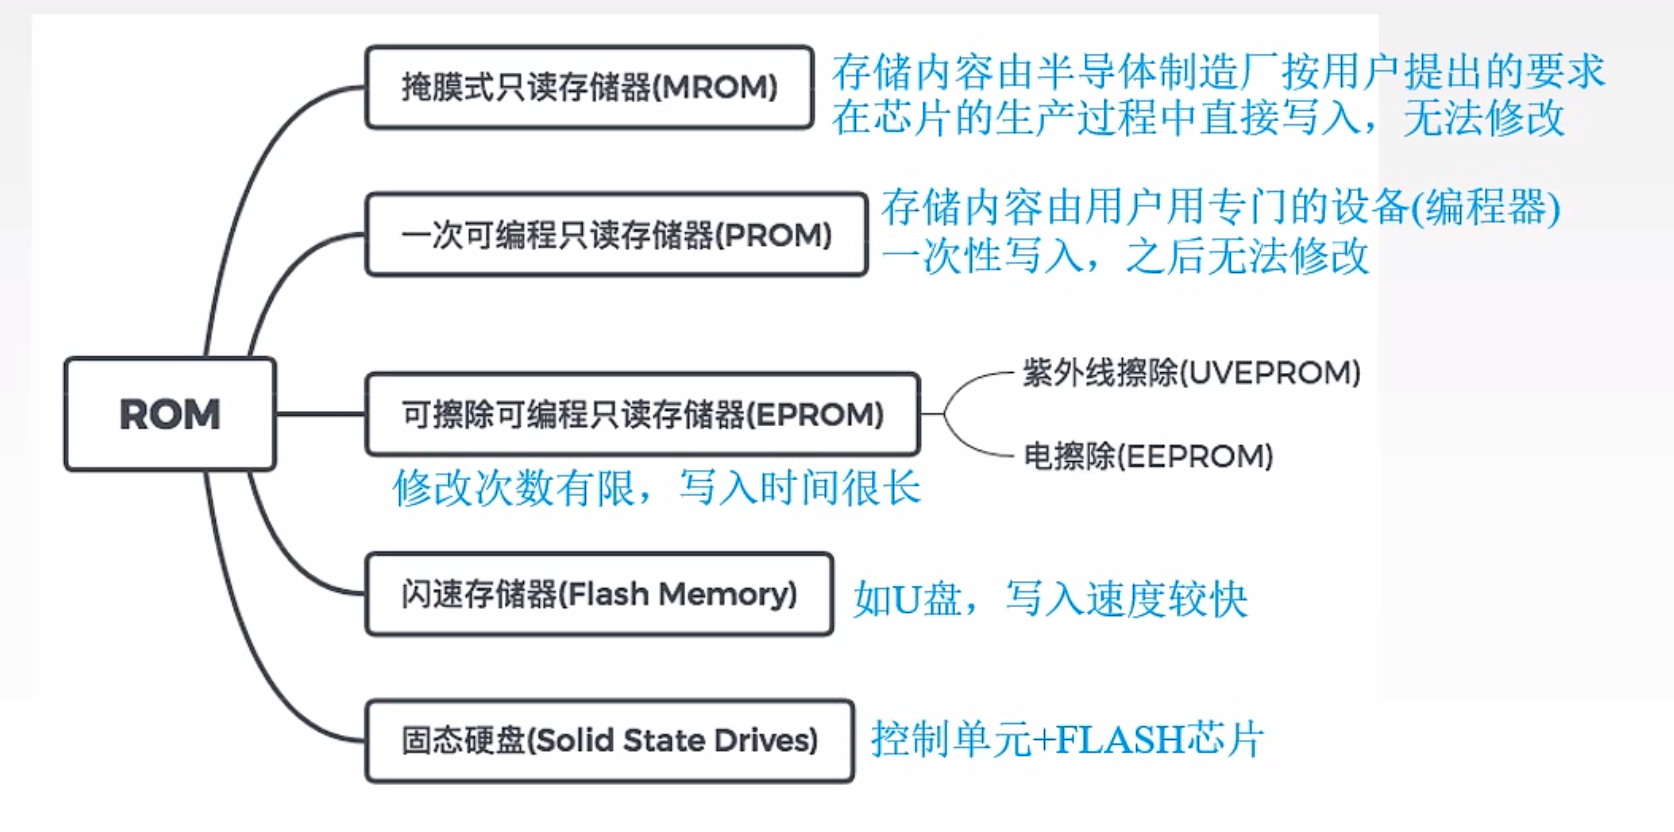 掩膜式只读存储器(MROM)
存储内容由半导体制造厂按用户提出的要求
在芯片的生产过程中直接写入，无法修改
一次可编程只读存储器(PROM)
存储内容由用户用专门的设备(编程器)
一次性写入，之后无法修改
ROM
可擦除可编程只读存储器(EPROM)
紫外线擦除(UVEPROM)
电擦除(EEPROM)
修改次数有限，写入时间很长
闪速存储器(Flash Memory)
如U盘，写入速度较快
固态硬盘(Solid State Drives)
控制单元+FLASH芯片